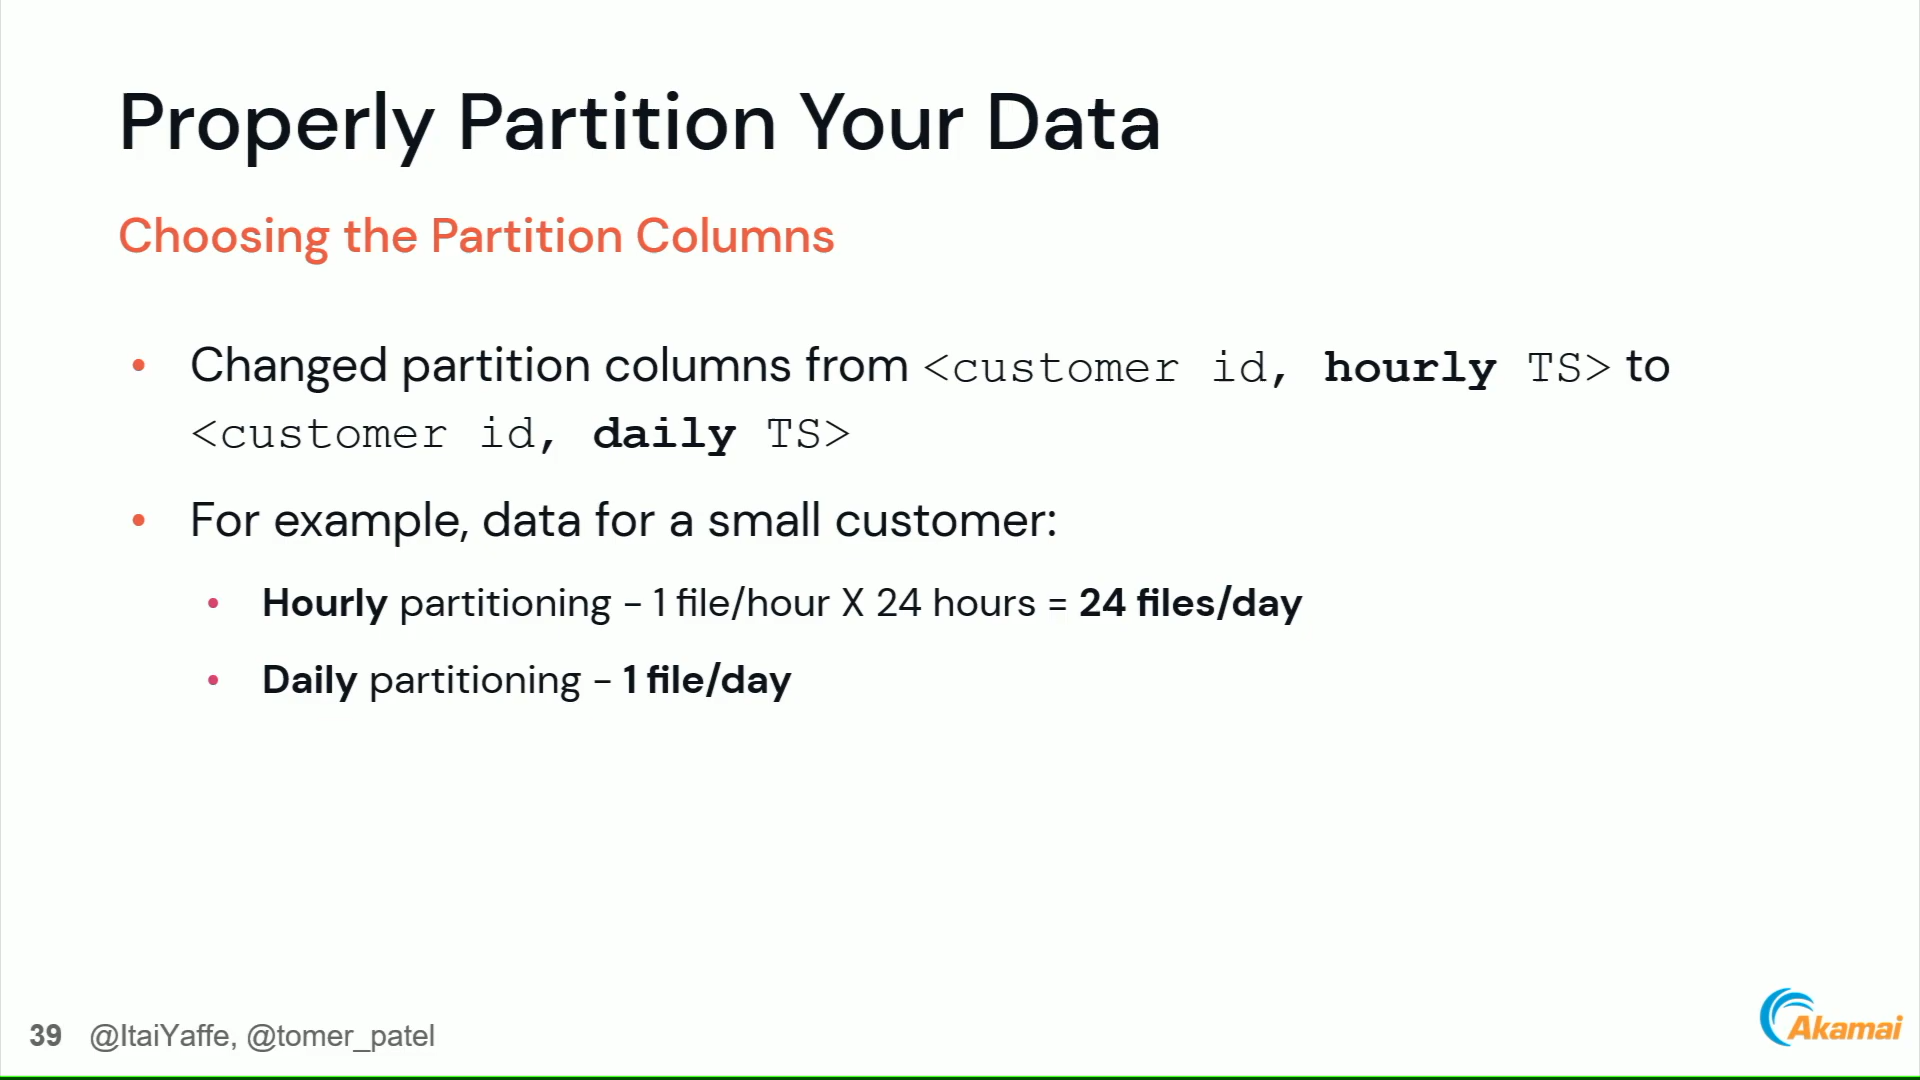 Properly Partition Your Data
Choosing the Partition Columns
• Changed partition columns from <customer id, hourly TS> to
<customer id, daily TS>
• For example, data for a small customer:
• Hourly partitioning – 1 file/hour X 24 hours = 24 files/day
• Daily partitioning – 1 file/day
39 @ItaiYaffe, @tomer_patel
Akamai